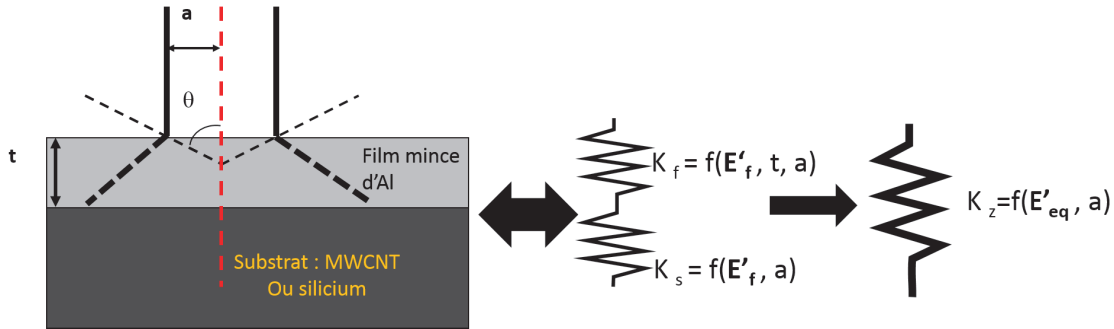 a
θ
t
Film mince
d'Al
Substrat : MWCNT
Ou silicium
K f = f(E'f, t, a)
K s = f(E'f, a)
K z=f(E'eq, a)